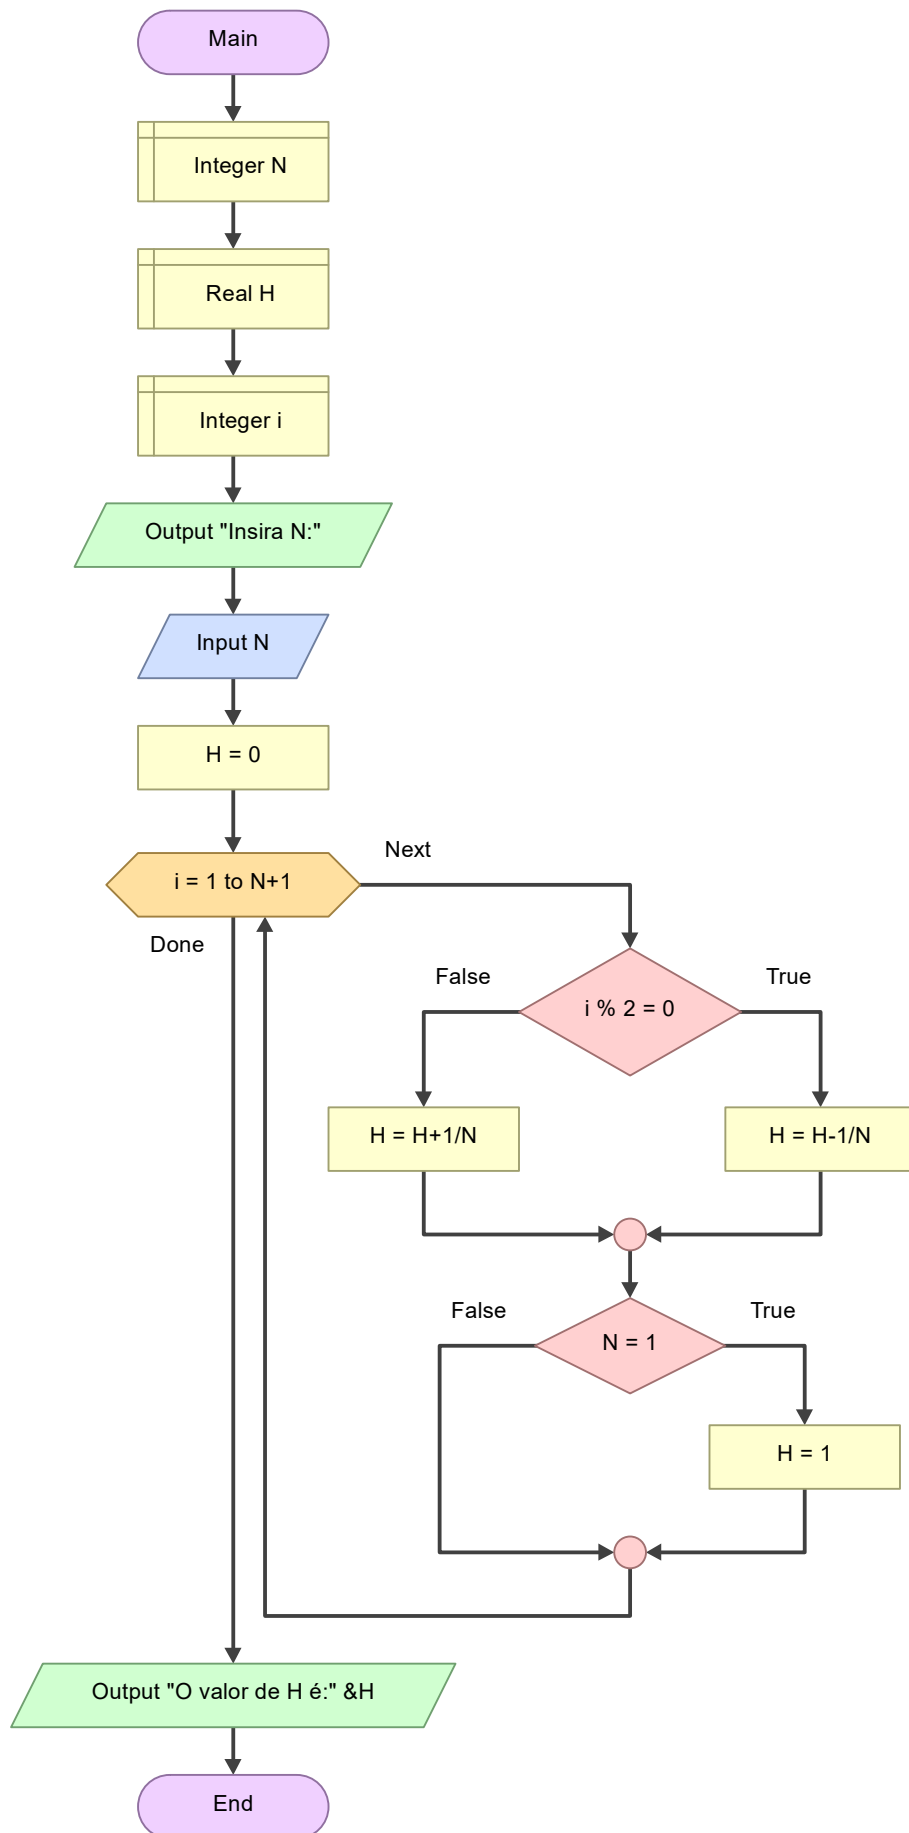 Main
Integer N
Real H
Integer i
Output "Insira N:"
Input N
H = 0
i = 1 to N+1
Next
Done
False
i % 2 = 0
True
H = H+1/N
H = H-1/N
False
N = 1
True
H = 1
Output "O valor de H é:" &H
End